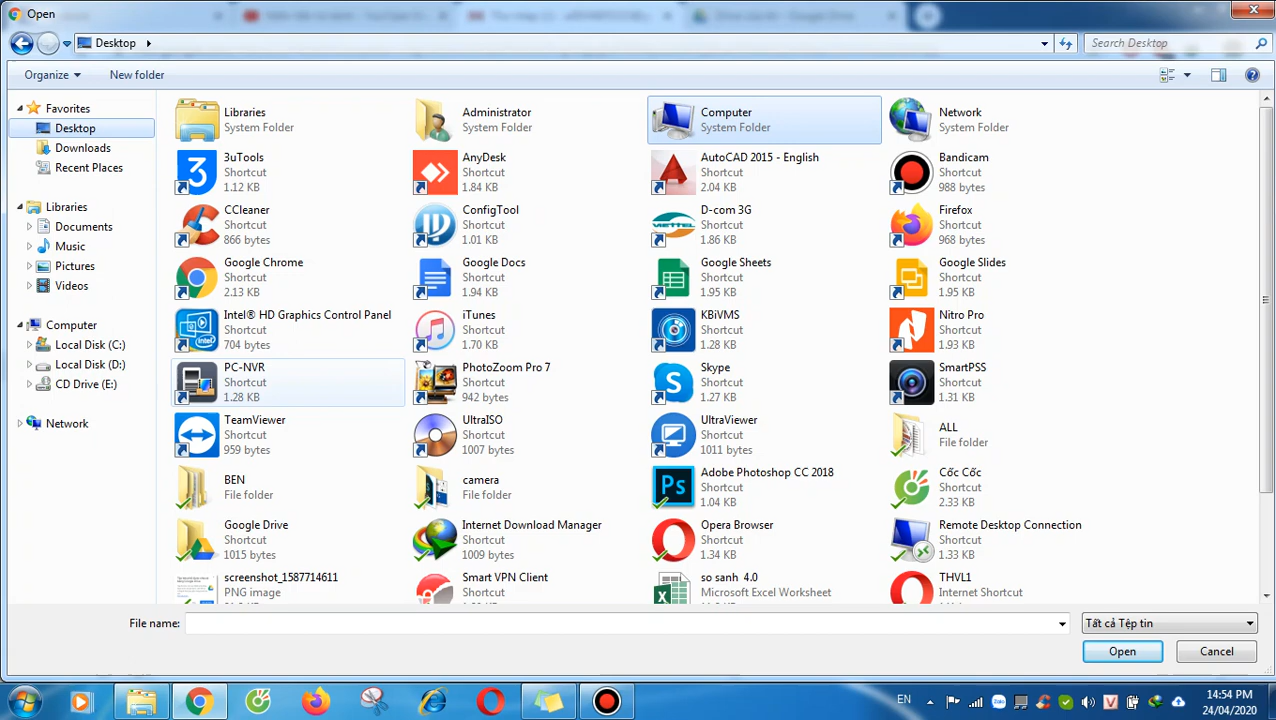 Open
Desktop
Search Desktop
Organize
New folder
Favorites
Desktop
Downloads
Recent Places
Libraries
Documents
Music
Pictures
Videos
Computer
Local Disk (C:)
Local Disk (D:)
CD Drive (E:)
Network
Libraries
System Folder
Administrator
System Folder
Computer
System Folder
Network
System Folder
3uTools
Shortcut
1.12 KB
AnyDesk
Shortcut
1.84 KB
AutoCAD 2015 - English
Shortcut
2.04 KB
Bandicam
Shortcut
988 bytes
CCleaner
Shortcut
866 bytes
ConfigTool
Shortcut
1.01 KB
viettel
D-com 3G
Shortcut
1.86 KB
Firefox
Shortcut
968 bytes
Google Chrome
Shortcut
2.13 KB
Google Docs
Shortcut
1.94 KB
Google Sheets
Shortcut
1.95 KB
Google Slides
Shortcut
1.95 KB
Intel® HD Graphics Control Panel
Shortcut
704 bytes
iTunes
Shortcut
1.70 KB
KBiVMS
Shortcut
1.28 KB
Nitro Pro
Shortcut
1.93 KB
PC-NVR
Shortcut
1.28 KB
PhotoZoom Pro 7
Shortcut
942 bytes
Skype
Shortcut
1.27 KB
SmartPSS
Shortcut
1.31 KB
TeamViewer
Shortcut
959 bytes
UltraISO
Shortcut
1007 bytes
UltraViewer
Shortcut
1011 bytes
ALL
File folder
BEN
File folder
camera
File folder
Ps
Adobe Photoshop CC 2018
Shortcut
1.04 KB
Cốc Cốc
Shortcut
2.33 KB
Google Drive
Shortcut
1015 bytes
Internet Download Manager
Shortcut
1009 bytes
Opera Browser
Shortcut
1.34 KB
Remote Desktop Connection
Shortcut
1.33 KB
screenshot_1587714611
PNG image
Smart VPN Client
Shortcut
so sanh 4.0
Microsoft Excel Worksheet
THVL1
Internet Shortcut
File name:
Tất cả Tệp tin
Open
Cancel
EN
Zalo
V
14:54 PM
24/04/2020